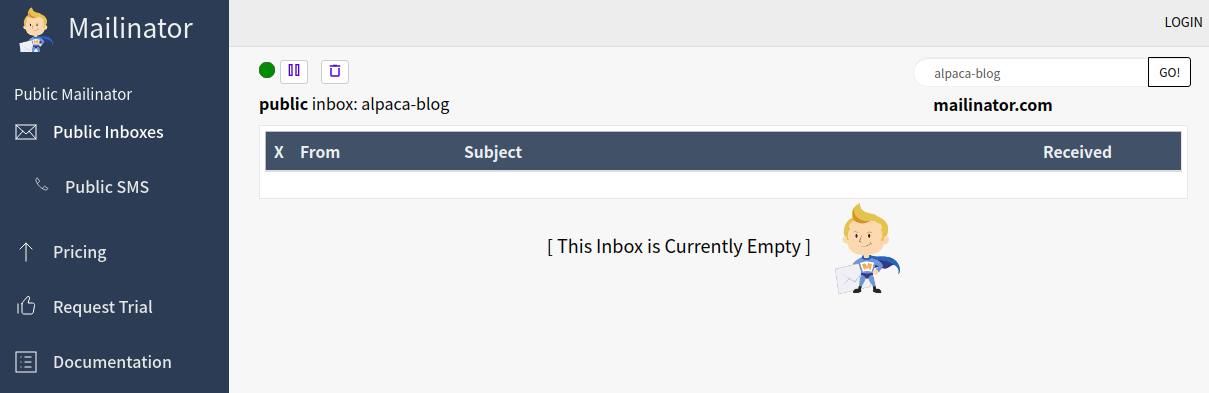 Mailinator
LOGIN
Public Mailinator
Public Inboxes
Public SMS
Pricing
Request Trial
Documentation
alpaca-blog
GO!
public inbox: alpaca-blog
mailinator.com
X From Subject Received
[ This Inbox is Currently Empty ]
M